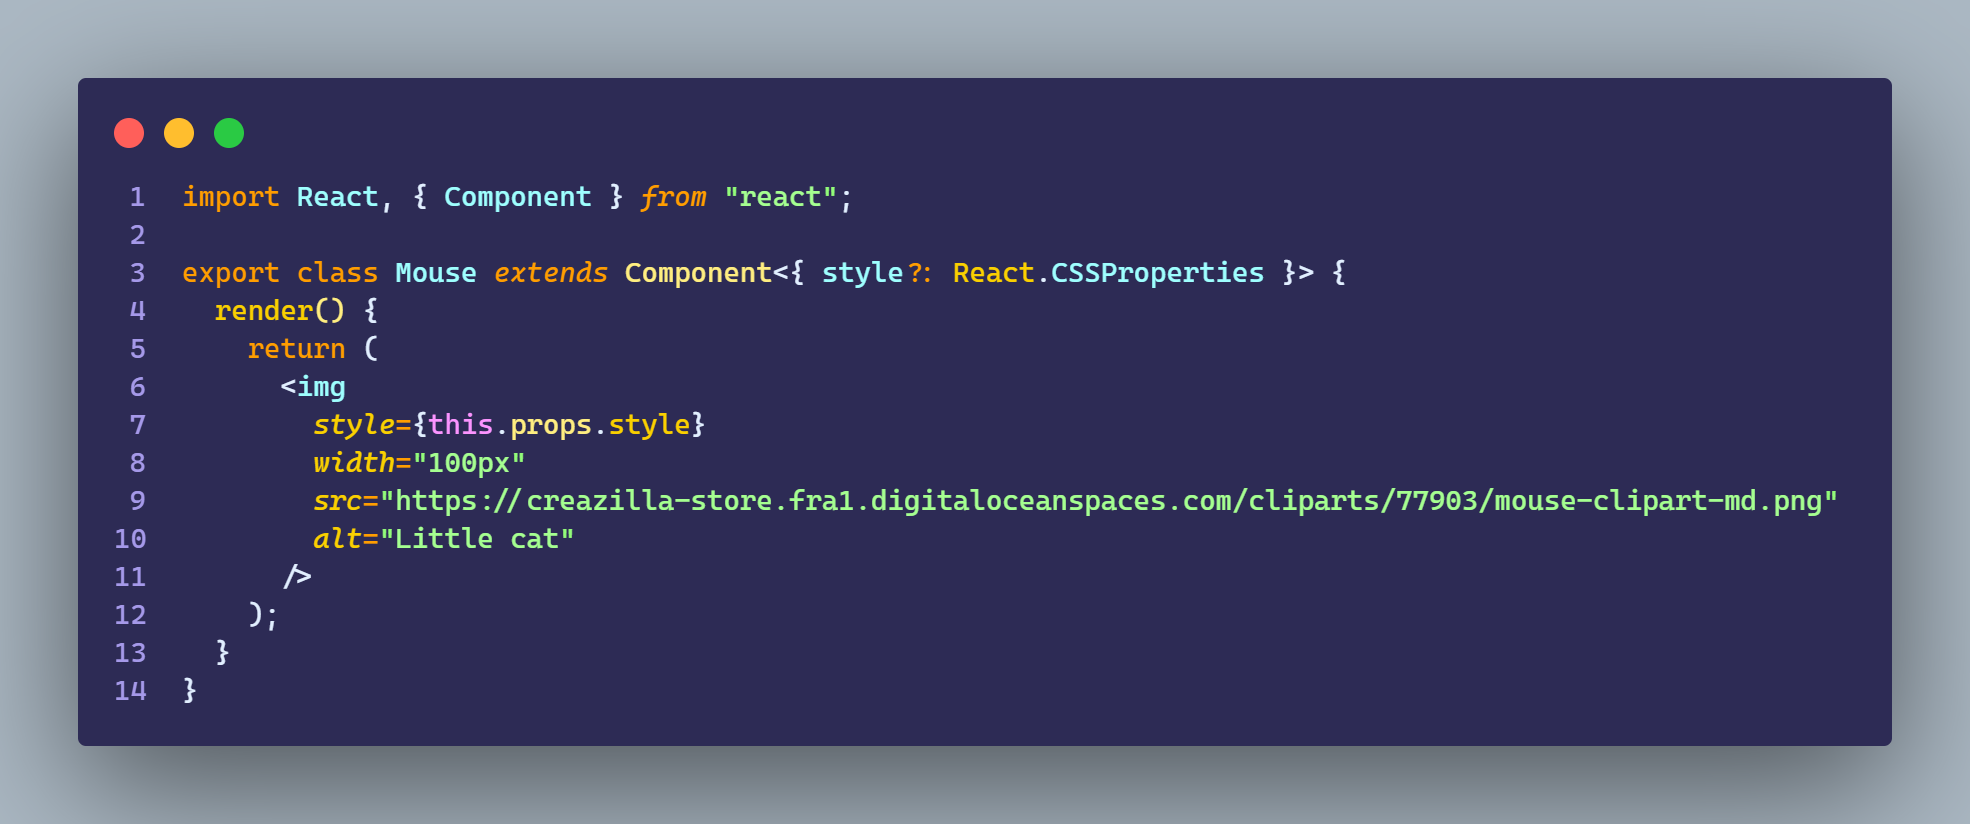 1 import React, { Component } from "react";
2
3 export class Mouse extends Component<{ style?: React.CSSProperties }> {
4   render() {
5     return (
6       <img
7         style={this.props.style}
8         width="100px"
9         src="https://creazilla-store.fra1.digitaloceanspaces.com/cliparts/77903/mouse-clipart-md.png"
10         alt="Little cat"
11       />
12     );
13   }
14 }